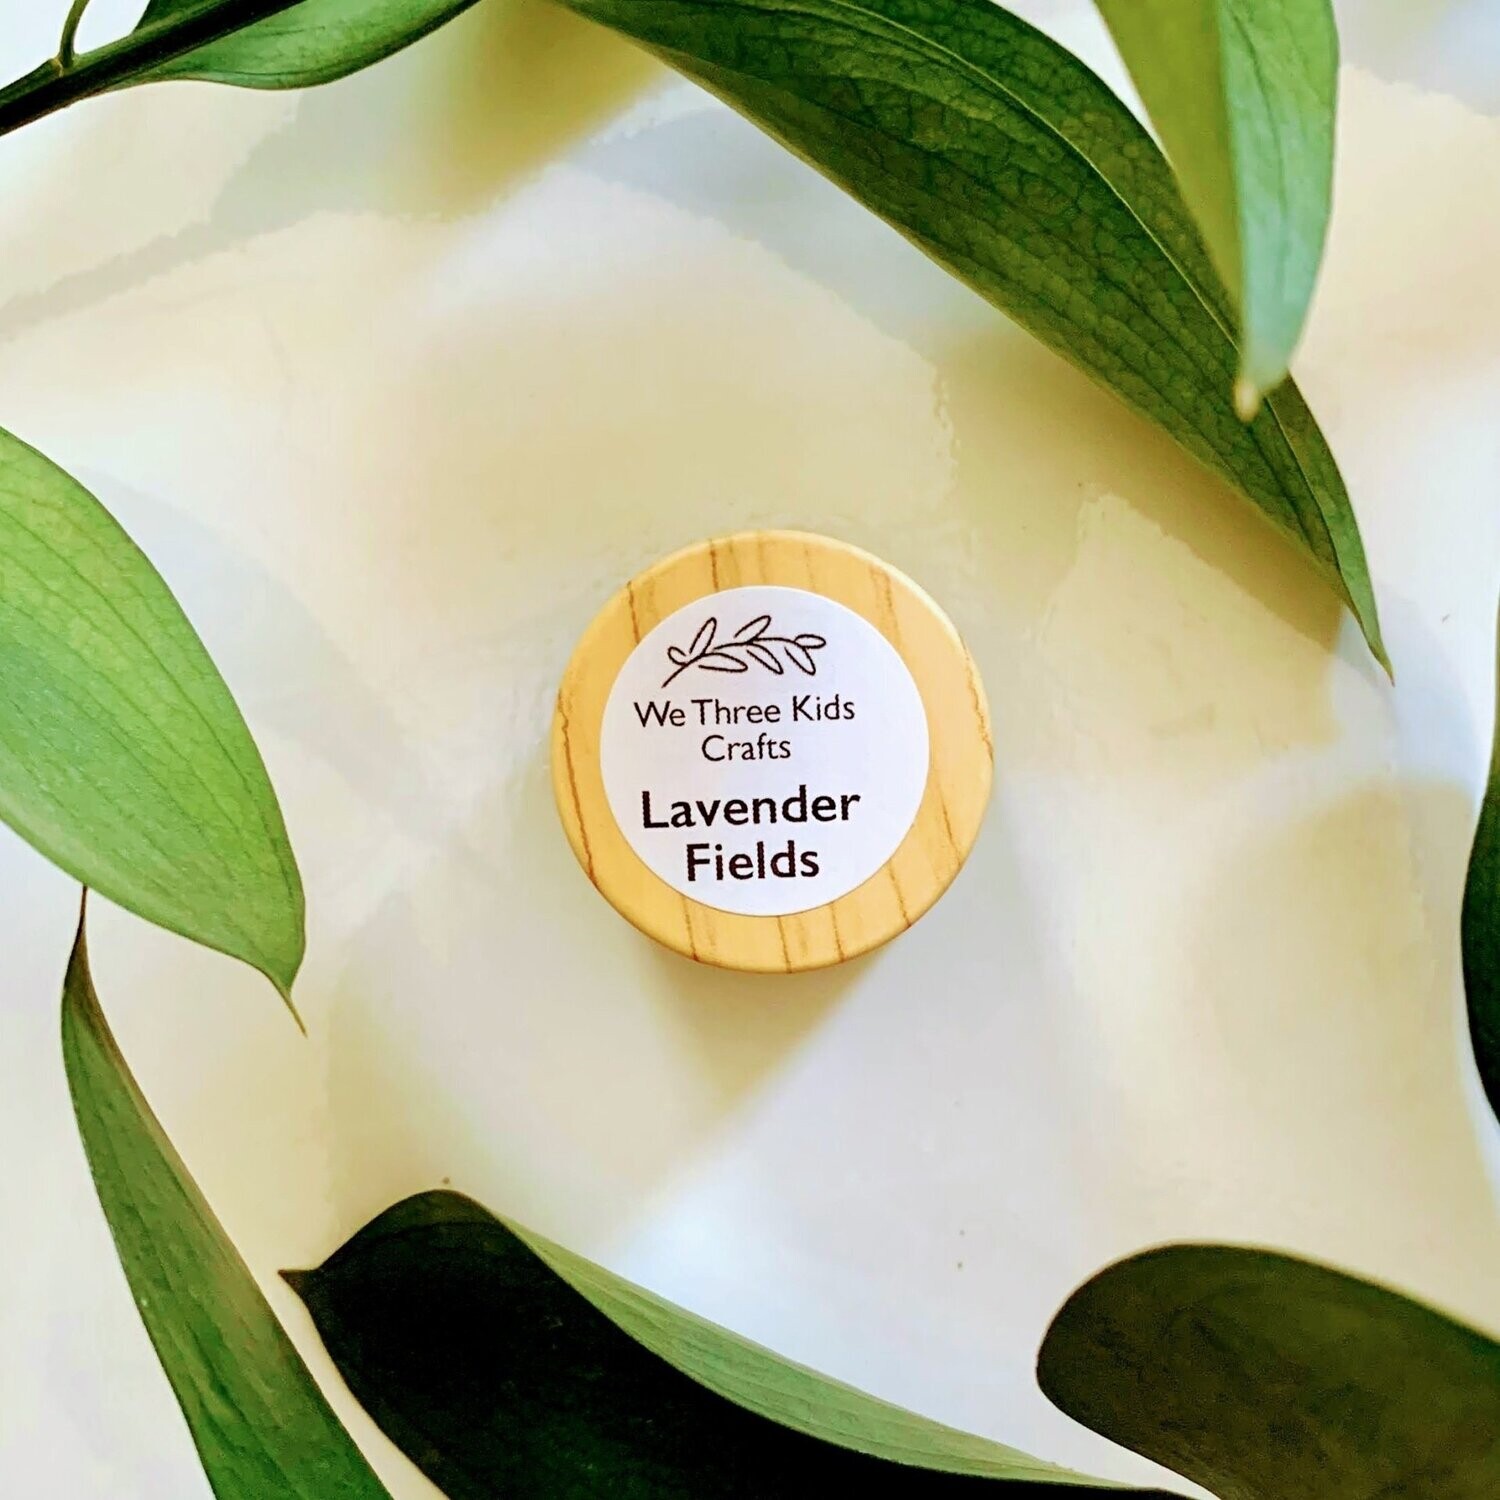 We Three Kids
Crafts
Lavender
Fields